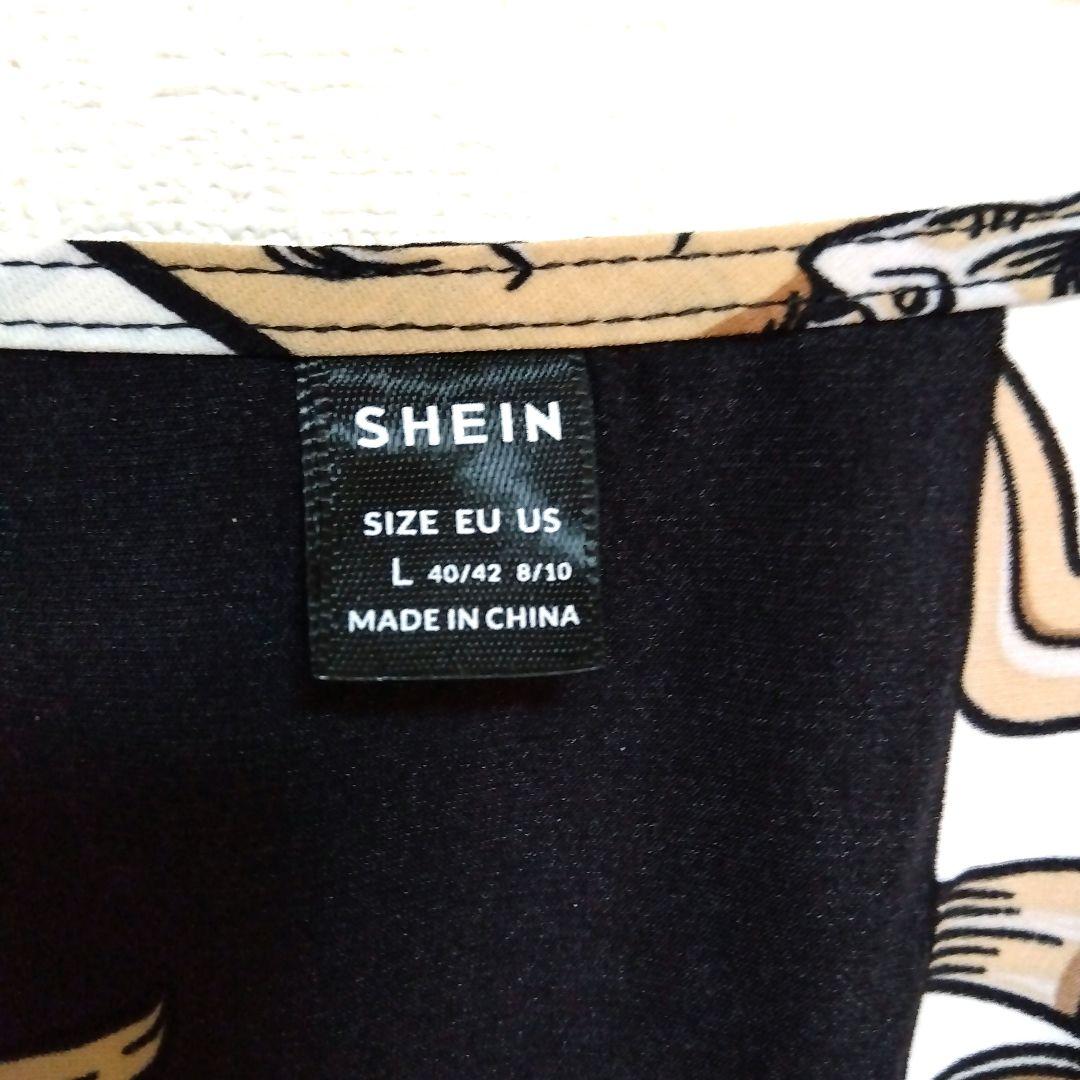 SHEIN
SIZE EU US
L 40/42 8/10
MADE IN CHINA